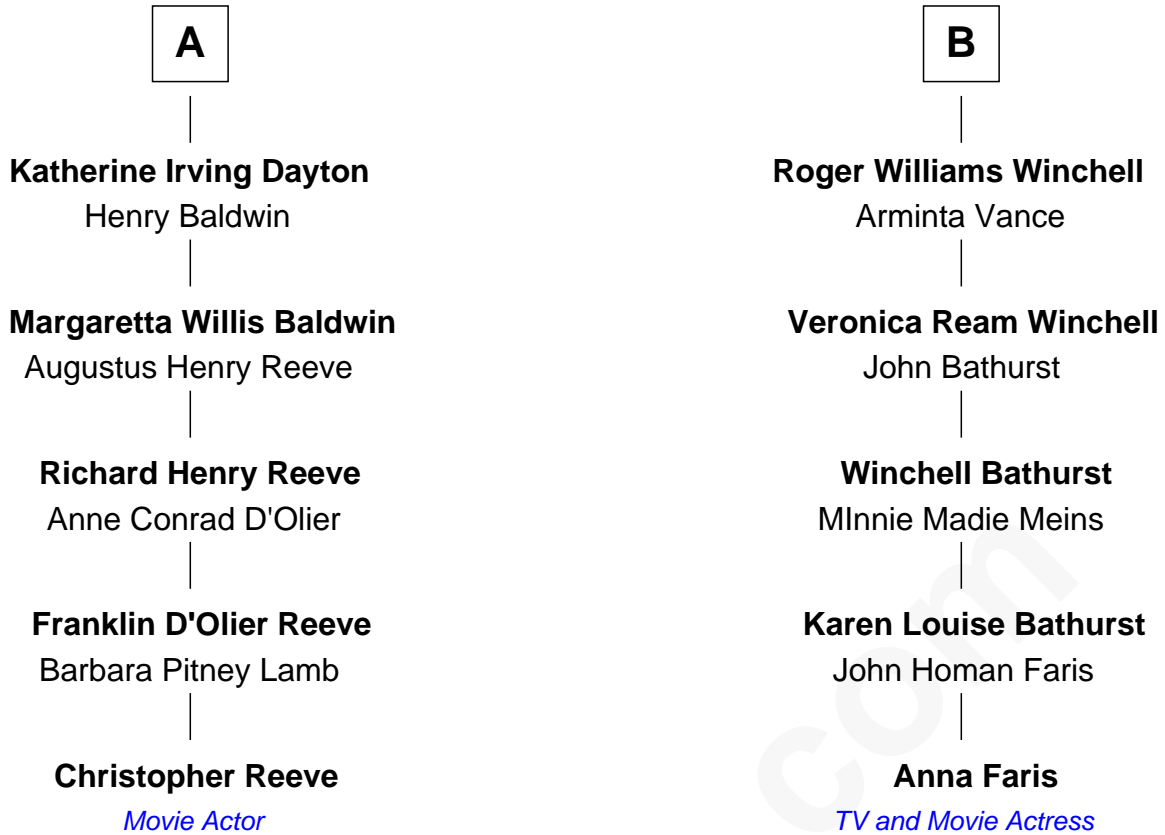 A
Katherine Irving Dayton
Henry Baldwin
Margaretta Willis Baldwin
Augustus Henry Reeve
Richard Henry Reeve
Anne Conrad D'Olier
Franklin D'Olier Reeve
Barbara Pitney Lamb
Christopher Reeve
Movie Actor
B
Roger Williams Winchell
Arminta Vance
Veronica Ream Winchell
John Bathurst
Winchell Bathurst
MInnie Madie Meins
Karen Louise Bathurst
John Homan Faris
Anna Faris
TV and Movie Actress
com